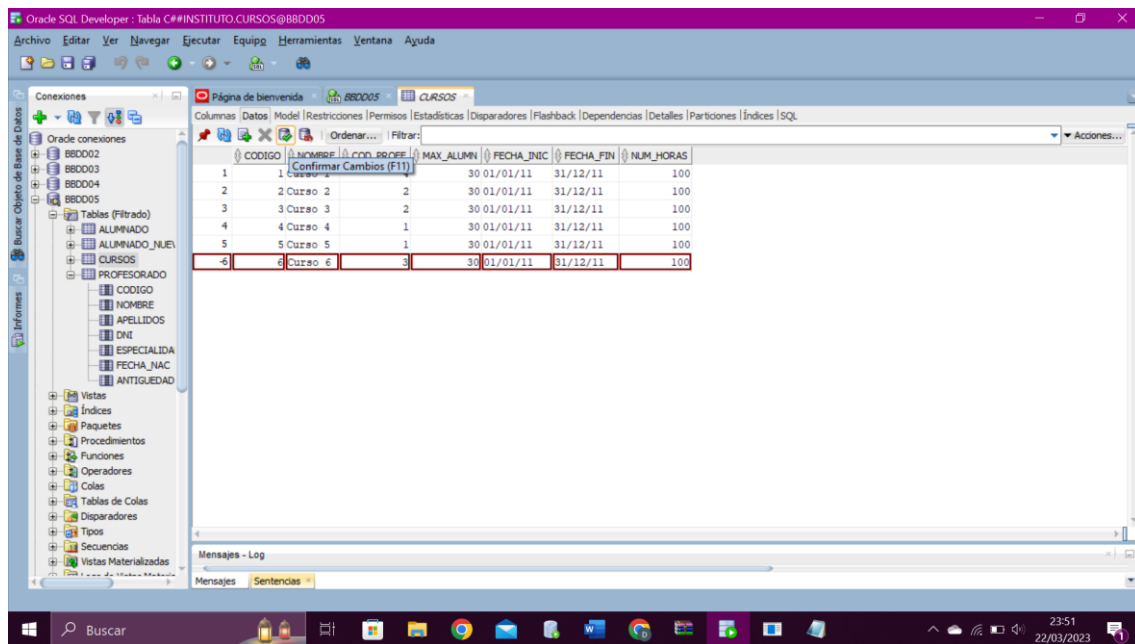 Oracle SQL Developer : Tabla C##INSTITUTO.CURSOS@BBDD05
Archivo Editar Ver Navegar Ejecutar Equipo Herramientas Ventana Ayuda
Conexiones
Oracle conexiones
BBDD02
BBDD03
BBDD04
BBDD05
Tablas (Filtrado)
ALUMNADO
ALUMNADO_NUEV
CURSOS
PROFESORADO
CODIGO
NOMBRE
APELLIDOS
DNI
ESPECIALIDA
FECHA_NAC
ANTIGUEDAD
Vistas
Índices
Paquetes
Procedimientos
Funciones
Operadores
Colas
Tablas de Colas
Disparadores
Tipos
Secuencias
Vistas Materializadas
Buscar Objeto de Base de Datos
Informes
Página de bienvenida BBDD05 CURSOS
Columnas Datos Model Restricciones Permisos Estadísticas Disparadores Flashback Dependencias Detalles Particiones Índices SQL
Ordenar... Filtrar: Acciones...
CODIGO NOMBRE COD_PROFE MAX_ALUMN FECHA_INIC FECHA_FIN NUM_HORAS
Confirmar Cambios (F11)
1 1 Curso 1 4 30 01/01/11 31/12/11 100
2 2 Curso 2 2 30 01/01/11 31/12/11 100
3 3 Curso 3 2 30 01/01/11 31/12/11 100
4 4 Curso 4 1 30 01/01/11 31/12/11 100
5 5 Curso 5 1 30 01/01/11 31/12/11 100
-6 6 Curso 6 3 30 01/01/11 31/12/11 100
Mensajes - Log
Mensajes Sentencias
Buscar
23:51
22/03/2023